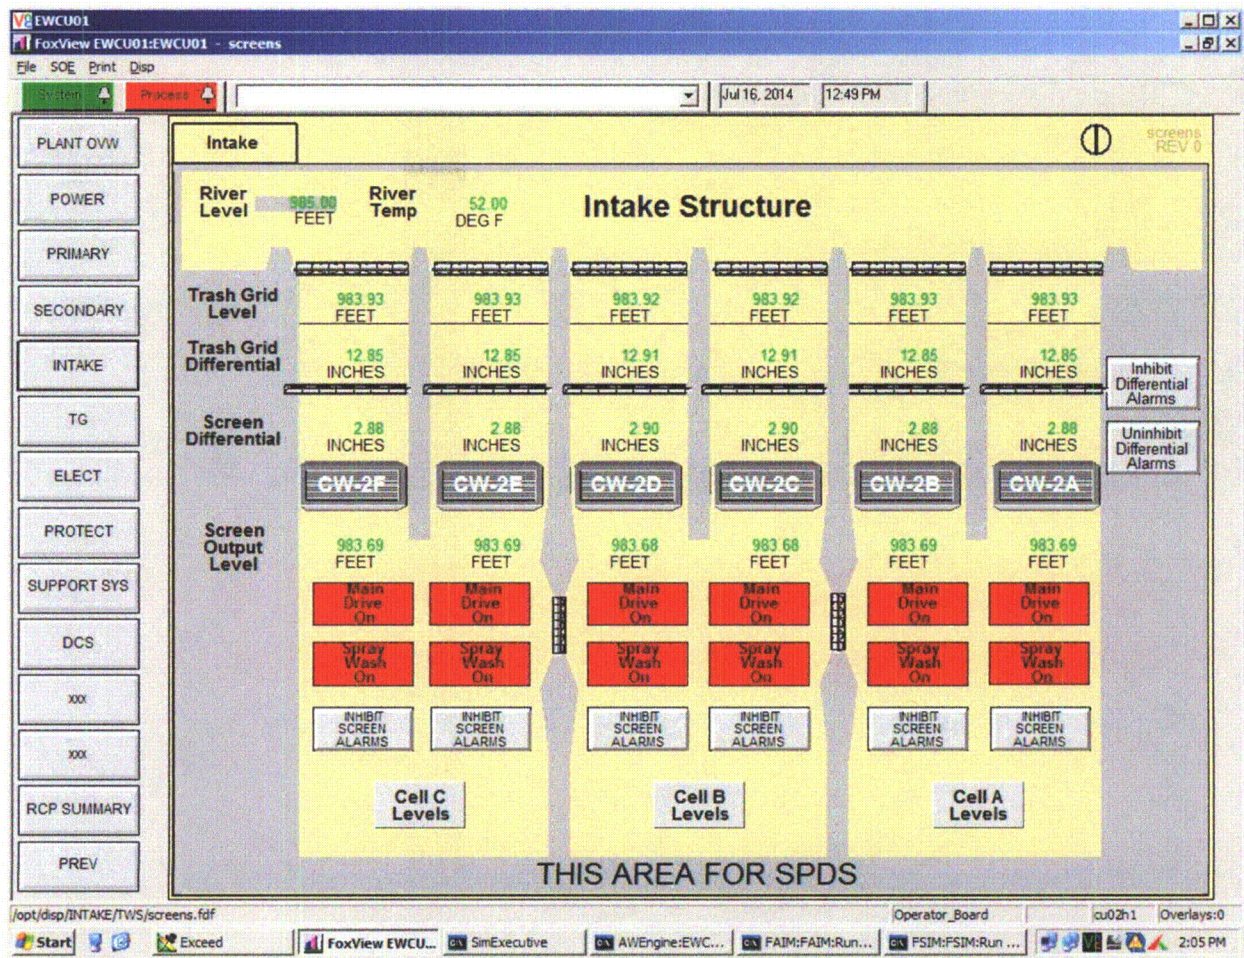 EWCU01
FoxView EWCU01:EWCU01 - screens
File SOE Print Disp
System Process Jul 16, 2014 12:49 PM
PLANT OVW
POWER
PRIMARY
SECONDARY
INTAKE
TG
ELECT
PROTECT
SUPPORT SYS
DCS
xxx
xxx
RCP SUMMARY
PREV
Intake
screens
REV 0
River
Level
985.00
FEET
River
Temp
52.00
DEG F
Intake Structure
Trash Grid
Level
983.93 983.93 983.92 983.92 983.93 983.93
FEET FEET FEET FEET FEET FEET
Trash Grid
Differential
12.85 12.85 12.91 12.91 12.85 12.85
INCHES INCHES INCHES INCHES INCHES INCHES
Inhibit
Differential
Alarms
Screen
Differential
2.88 2.88 2.90 2.90 2.88 2.88
INCHES INCHES INCHES INCHES INCHES INCHES
Uninhibit
Differential
Alarms
CW-2F CW-2E CW-2D CW-2C CW-2B CW-2A
Screen
Output
Level
983.69 983.69 983.68 983.68 983.69 983.69
FEET FEET FEET FEET FEET FEET
Main Main Main Main Main Main
Drive Drive Drive Drive Drive Drive
On On On On On On
Spray Spray Spray Spray Spray Spray
Wash Wash Wash Wash Wash Wash
On On On On On On
INHIBIT INHIBIT INHIBIT INHIBIT INHIBIT INHIBIT
SCREEN SCREEN SCREEN SCREEN SCREEN SCREEN
ALARMS ALARMS ALARMS ALARMS ALARMS ALARMS
Cell C Cell B Cell A
Levels Levels Levels
THIS AREA FOR SPDS
/opt/disp/INTAKE/TWS/screens.fdf Operator_Board cu02h1 Overlays:0
Start Exceed FoxView EWCU... SimExecutive AWEngine:EWC... FAIM:FAIM:Run... FSIM:FSIM:Run ... 2:05 PM